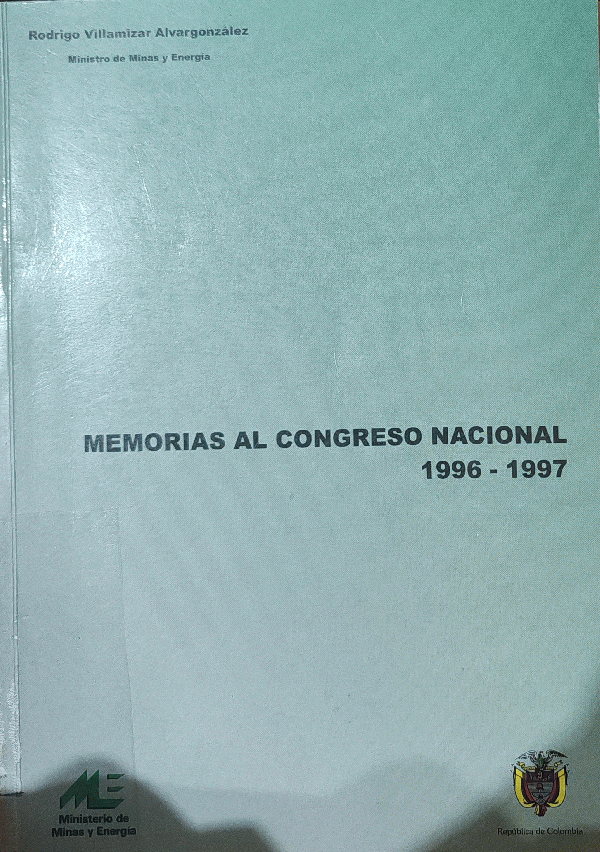 Rodrigo Villamizar Alvargonzález
Ministro de Minas y Energía
MEMORIAS AL CONGRESO NACIONAL
1996 - 1997
ME
Ministerio de
Minas y Energía
República de Colombia